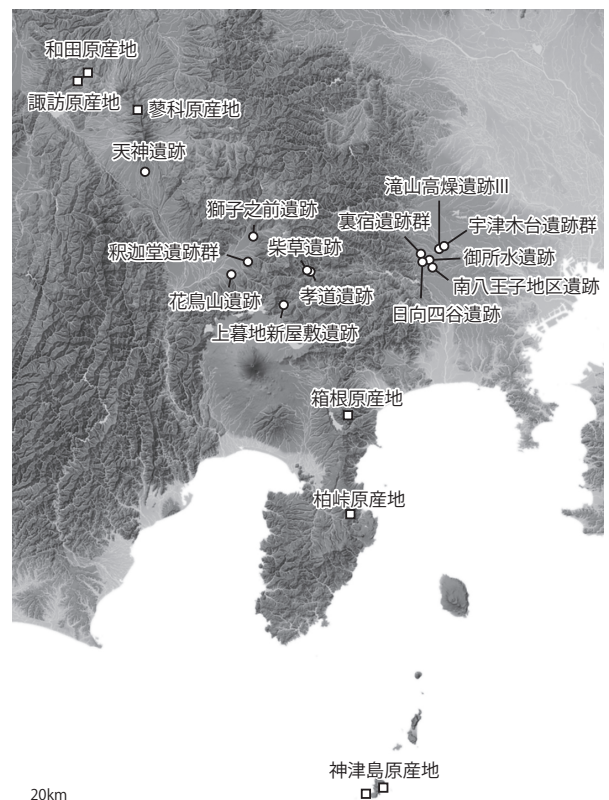 和田原産地
諏訪原産地
蓼科原産地
天神遺跡
滝山高燥遺跡III
獅子之前遺跡
裏宿遺跡群
宇津木台遺跡群
釈迦堂遺跡群
柴草遺跡
御所水遺跡
南八王子地区遺跡
花鳥山遺跡
孝道遺跡
日向四谷遺跡
上暮地新屋敷遺跡
箱根原産地
柏峠原産地
神津島原産地
20km